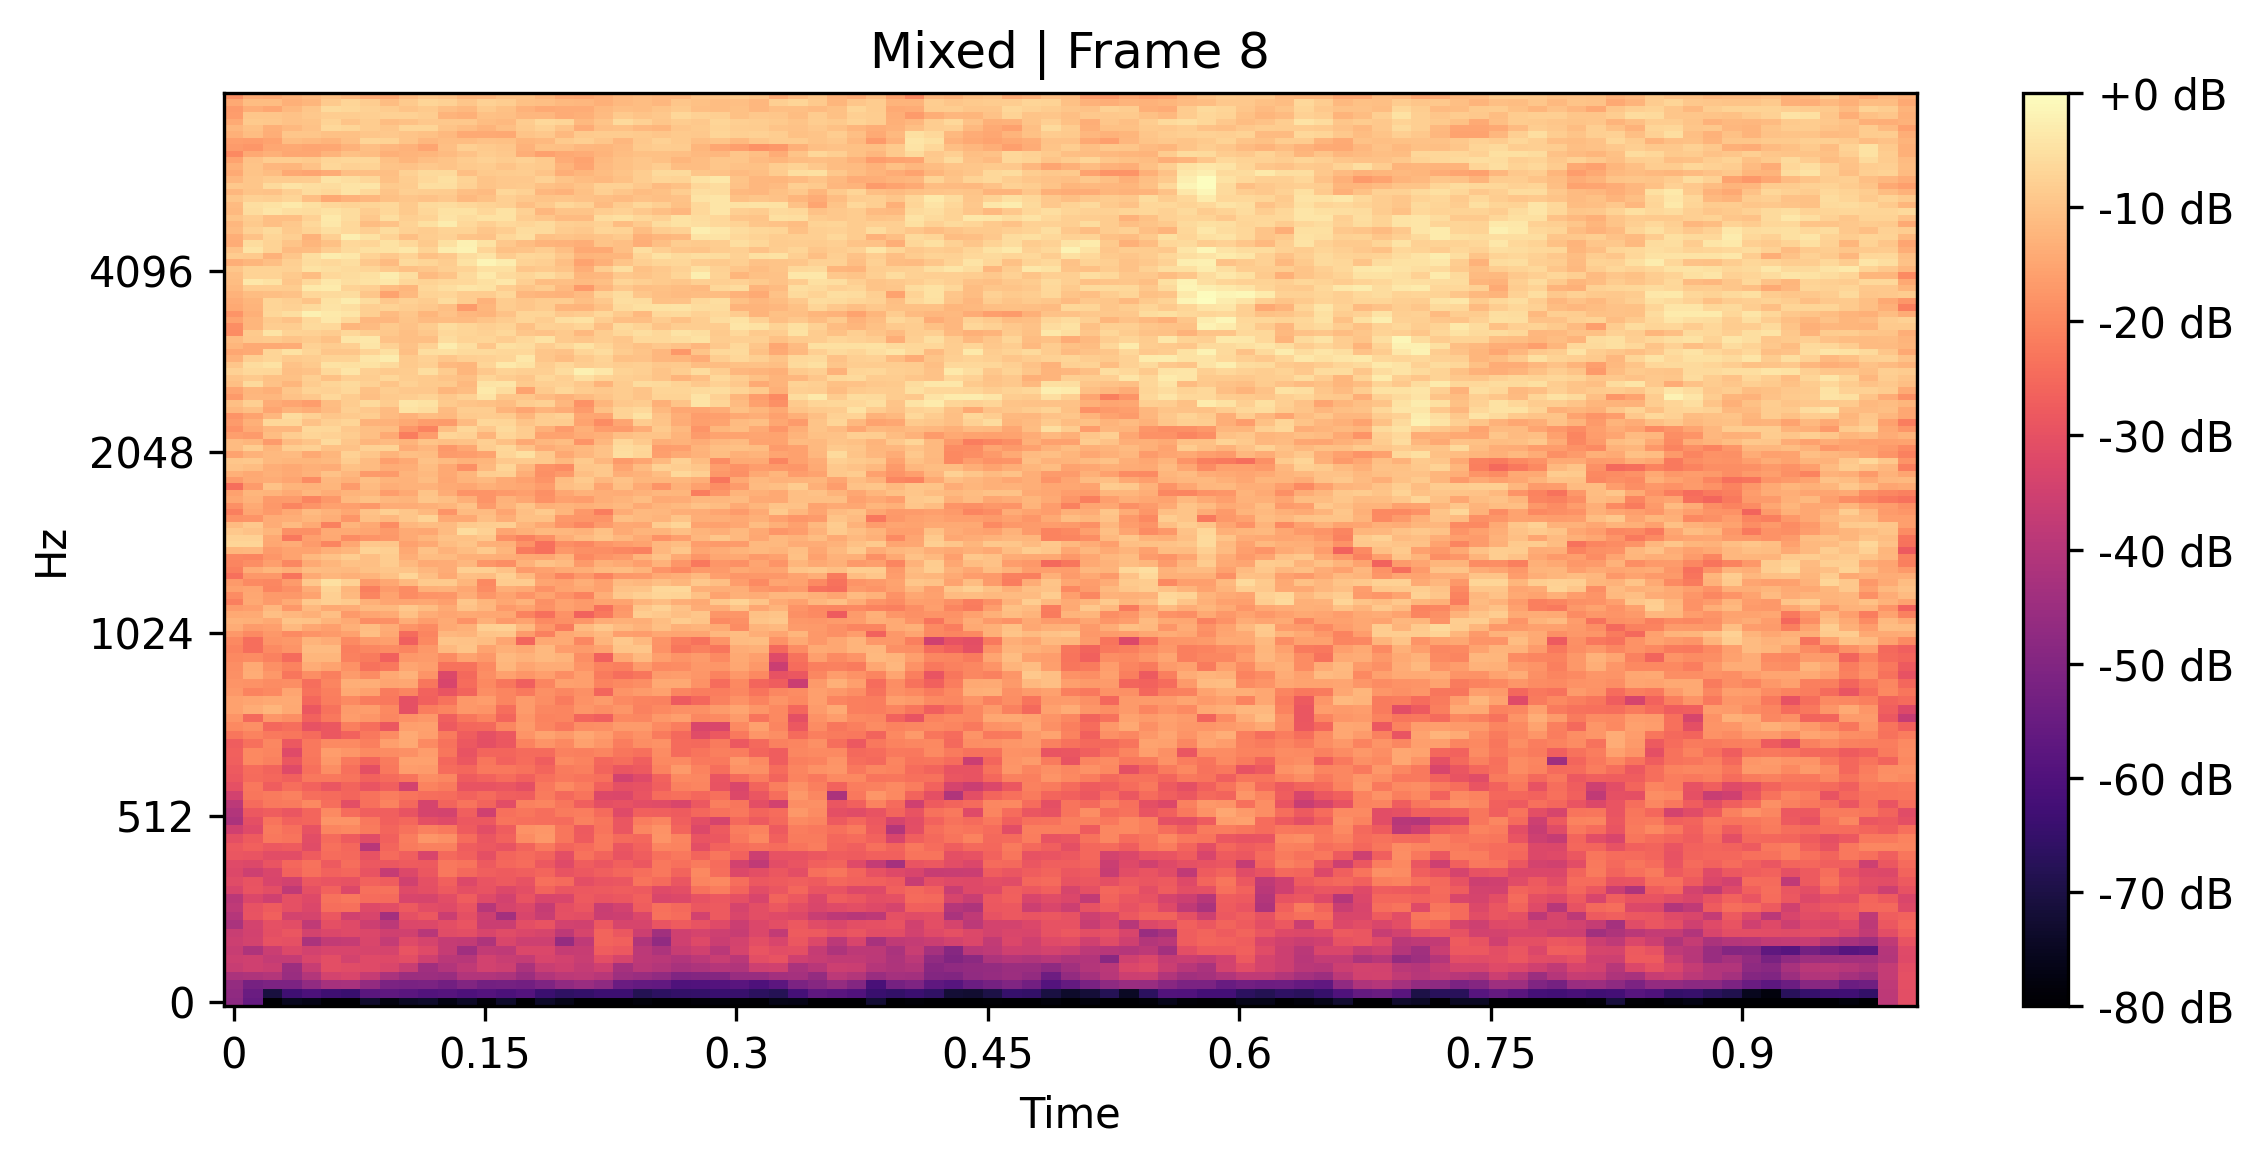 Mixed | Frame 8
Hz
4096
2048
1024
512
0
0 0.15 0.3 0.45 0.6 0.75 0.9
Time
+0 dB
-10 dB
-20 dB
-30 dB
-40 dB
-50 dB
-60 dB
-70 dB
-80 dB